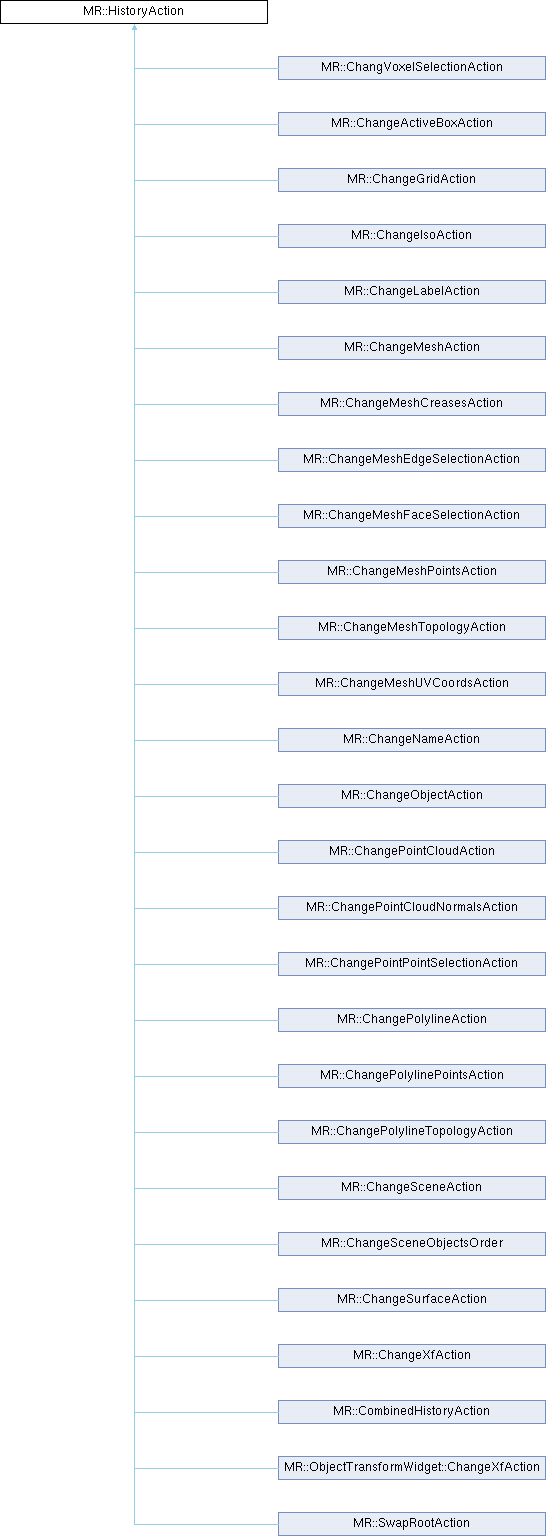 MR::HistoryAction
MR::ChangVoxelSelectionAction
MR::ChangeActiveBoxAction
MR::ChangeGridAction
MR::ChangeIsoAction
MR::ChangeLabelAction
MR::ChangeMeshAction
MR::ChangeMeshCreasesAction
MR::ChangeMeshEdgeSelectionAction
MR::ChangeMeshFaceSelectionAction
MR::ChangeMeshPointsAction
MR::ChangeMeshTopologyAction
MR::ChangeMeshUVCoordsAction
MR::ChangeNameAction
MR::ChangeObjectAction
MR::ChangePointCloudAction
MR::ChangePointCloudNormalsAction
MR::ChangePointPointSelectionAction
MR::ChangePolylineAction
MR::ChangePolylinePointsAction
MR::ChangePolylineTopologyAction
MR::ChangeSceneAction
MR::ChangeSceneObjectsOrder
MR::ChangeSurfaceAction
MR::ChangeXfAction
MR::CombinedHistoryAction
MR::ObjectTransformWidget::ChangeXfAction
MR::SwapRootAction